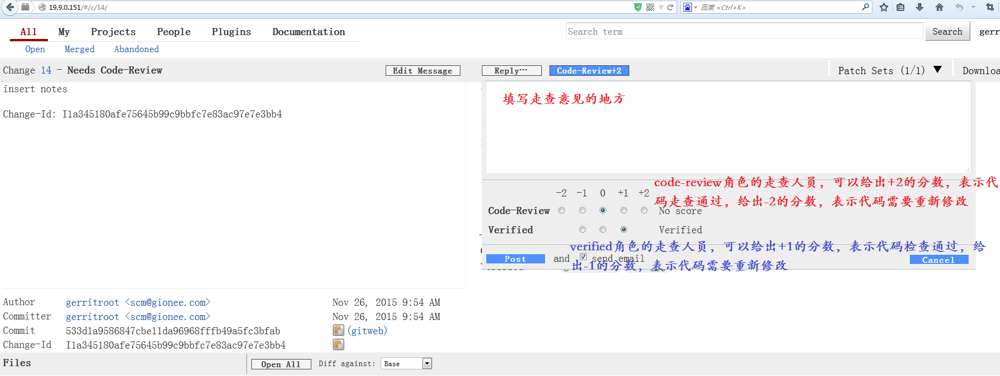 19.9.0.151/#/c/14/
百度 <Ctrl+K>
All My Projects People Plugins Documentation
Search term
Search
gerr
Open Merged Abandoned
Change 14 - Needs Code-Review
Edit Message
Reply…
Code-Review+2
Patch Sets (1/1) ▼
Downloa
insert notes
Change-Id: I1a345180afe75645b99c9bbfc7e83ac97e7e3bb4
填写走查意见的地方
code-review角色的走查人员，可以给出+2的分数，表示代
码走查通过，给出-2的分数，表示代码需要重新修改
-2 -1 0 +1 +2
Code-Review No score
Verified Verified
verified角色的走查人员，可以给出+1的分数，表示代码检查通过，给
出-1的分数，表示代码需要重新修改
Post and send email
Cancel
Author gerritroot <scm@gionee.com> Nov 26, 2015 9:54 AM
Committer gerritroot <scm@gionee.com> Nov 26, 2015 9:54 AM
Commit 533d1a9586847cbe11da96968fffb49a5fc3bfab (gitweb)
Change-Id I1a345180afe75645b99c9bbfc7e83ac97e7e3bb4
Files
Open All
Diff against: Base